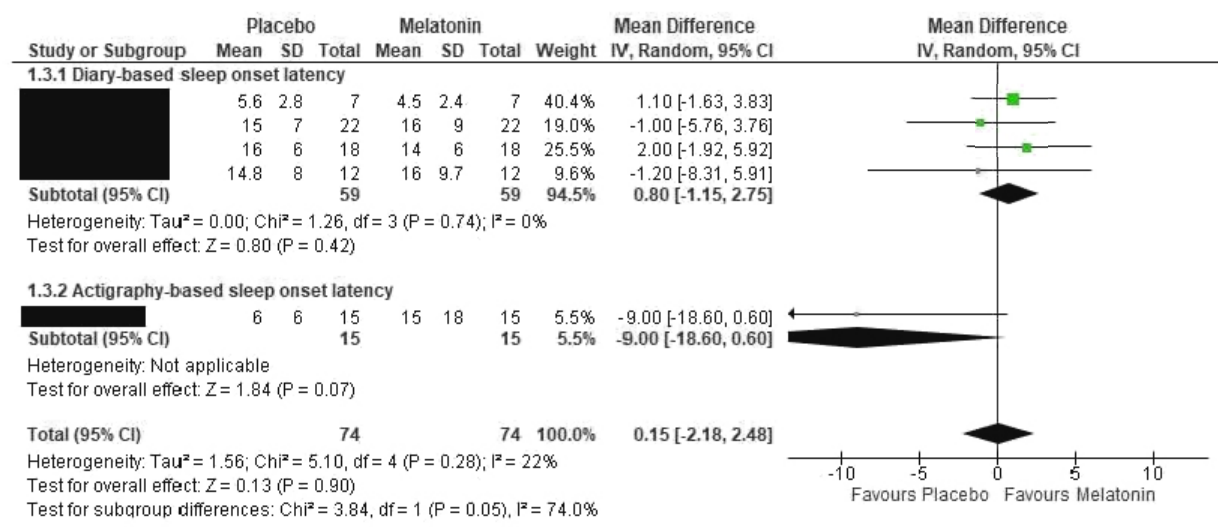 Placebo Melatonin Mean Difference Mean Difference
Study or Subgroup Mean SD Total Mean SD Total Weight IV, Random, 95% CI IV, Random, 95% CI
1.3.1 Diary-based sleep onset latency
5.6 2.8 7 4.5 2.4 7 40.4% 1.10 [-1.63, 3.83]
15 7 22 16 9 22 19.0% -1.00 [-5.76, 3.76]
16 6 18 14 6 18 25.5% 2.00 [-1.92, 5.92]
14.8 8 12 16 9.7 12 9.6% -1.20 [-8.31, 5.91]
Subtotal (95% CI) 59 59 94.5% 0.80 [-1.15, 2.75]
Heterogeneity: Tau² = 0.00; Chi² = 1.26, df = 3 (P = 0.74); I² = 0%
Test for overall effect: Z = 0.80 (P = 0.42)
1.3.2 Actigraphy-based sleep onset latency
6 6 15 15 18 15 5.5% -9.00 [-18.60, 0.60]
Subtotal (95% CI) 15 15 5.5% -9.00 [-18.60, 0.60]
Heterogeneity: Not applicable
Test for overall effect: Z = 1.84 (P = 0.07)
Total (95% CI) 74 74 100.0% 0.15 [-2.18, 2.48]
Heterogeneity: Tau² = 1.56; Chi² = 5.10, df = 4 (P = 0.28); I² = 22%
Test for overall effect: Z = 0.13 (P = 0.90)
Test for subgroup differences: Chi² = 3.84, df = 1 (P = 0.05), I² = 74.0%
-10 -5 0 5 10
Favours Placebo Favours Melatonin